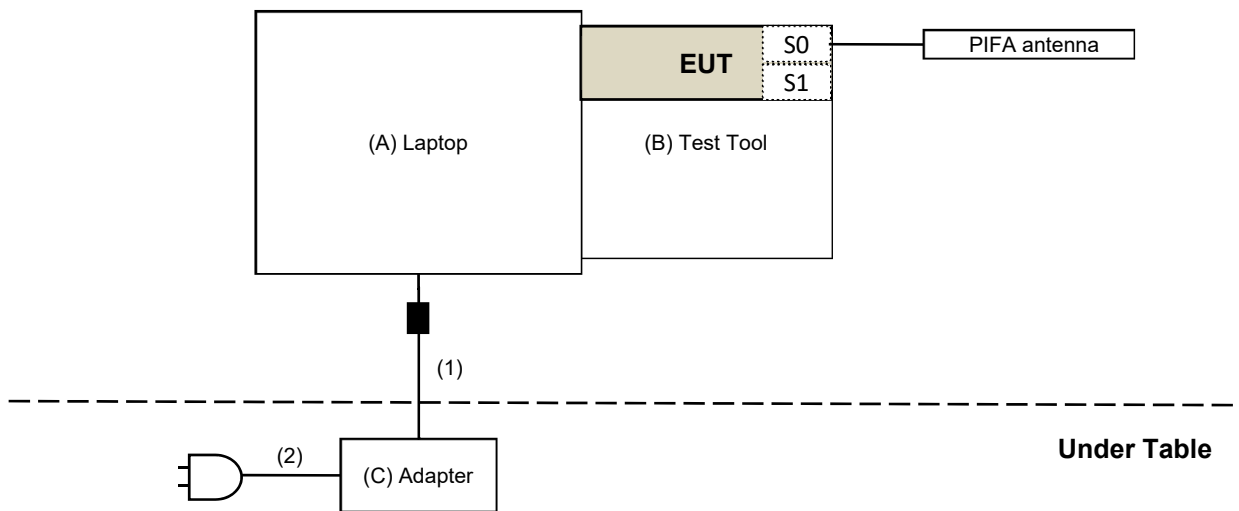 S0
PIFA antenna
EUT
S1
(A) Laptop
(B) Test Tool
(1)
Under Table
(2)
(C) Adapter